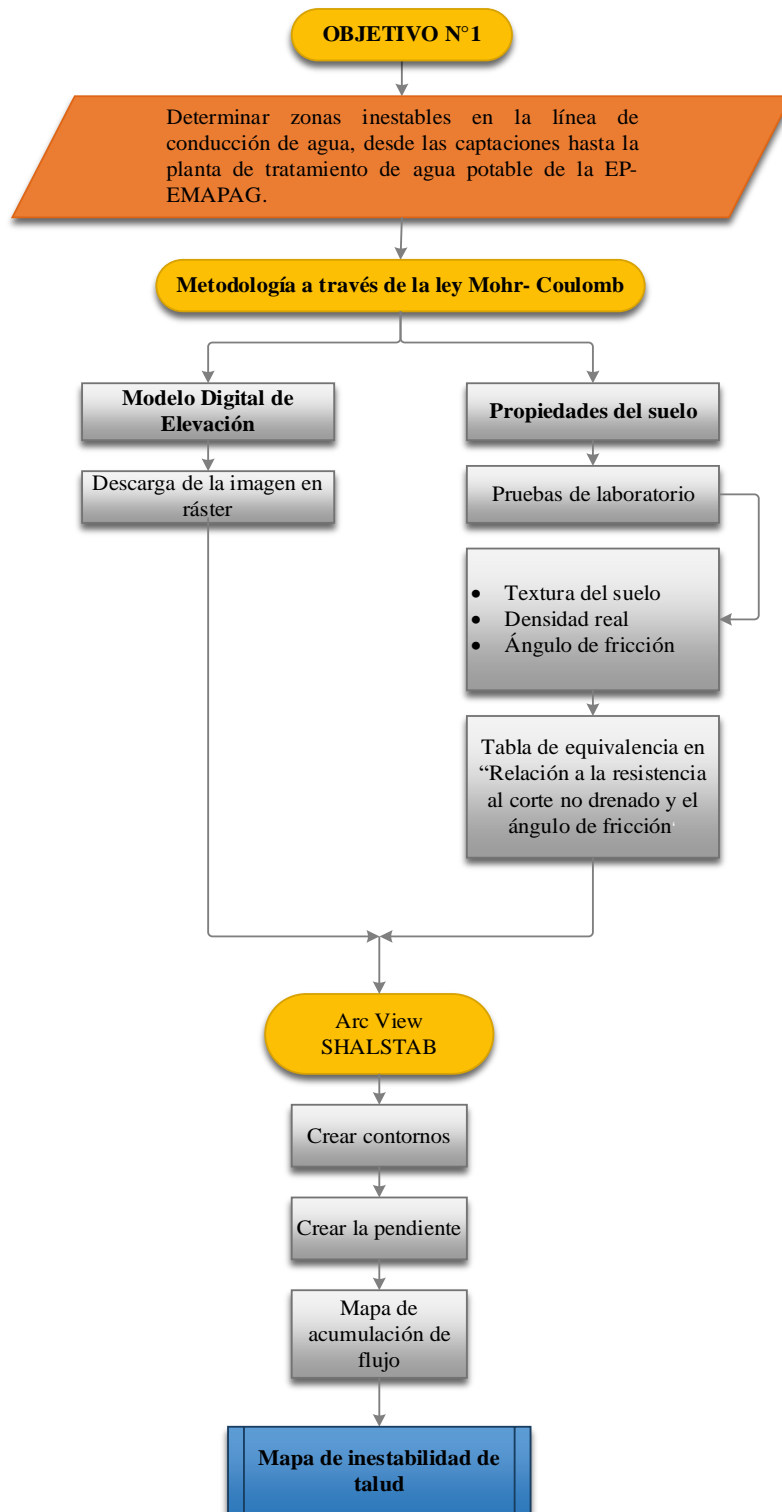 OBJETIVO N°1
Determinar zonas inestables en la línea de
conducción de agua, desde las captaciones hasta la
planta de tratamiento de agua potable de la EP-
EMAPAG.
Metodología a través de la ley Mohr- Coulomb
Modelo Digital de
Elevación
Descarga de la imagen en
ráster
Propiedades del suelo
Pruebas de laboratorio
• Textura del suelo
• Densidad real
• Ángulo de fricción
Tabla de equivalencia en
“Relación a la resistencia
al corte no drenado y el
ángulo de fricción‘
Arc View
SHALSTAB
Crear contornos
Crear la pendiente
Mapa de
acumulación de
flujo
Mapa de inestabilidad de
talud